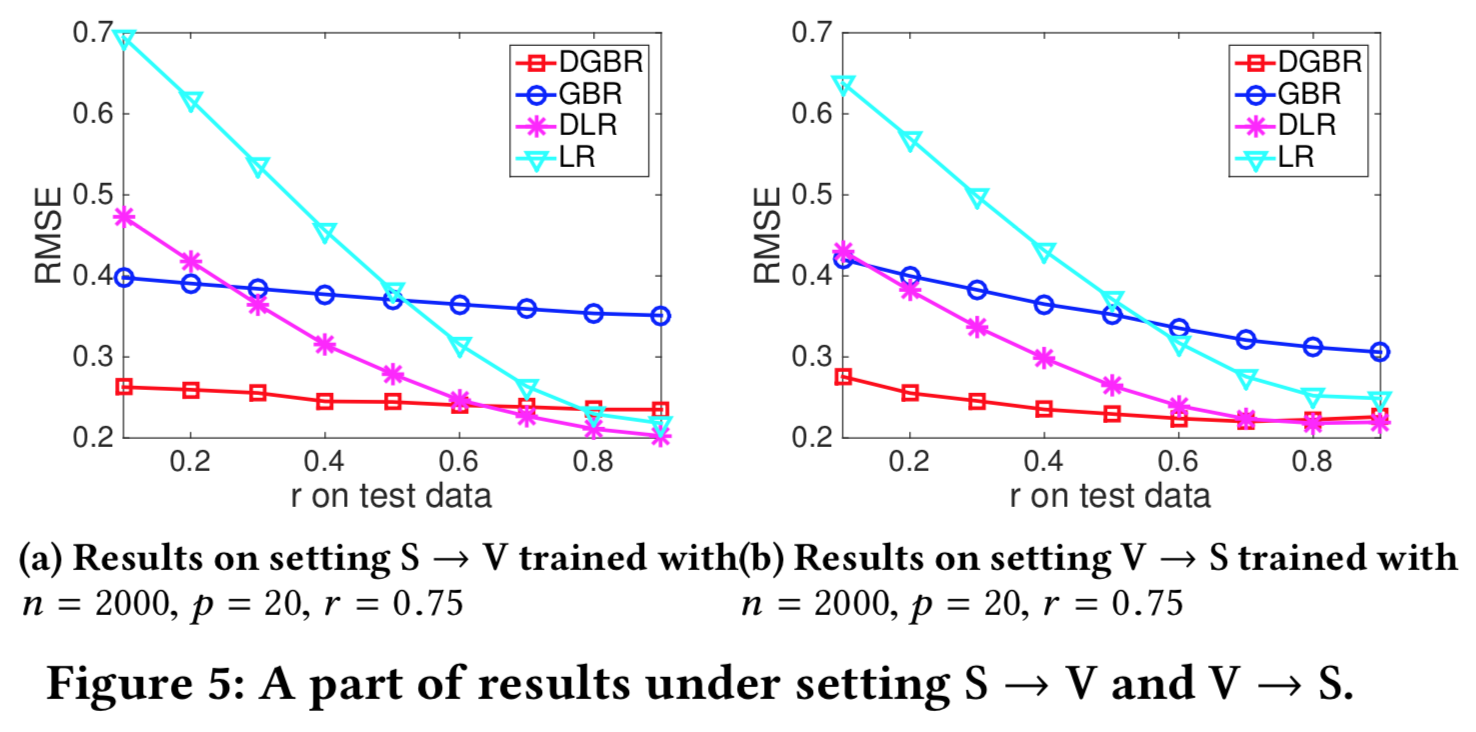 0.7
0.6
0.5
0.4
0.3
0.2
RMSE
0.2 0.4 0.6 0.8
r on test data
DGBR
GBR
DLR
LR
0.7
0.6
0.5
0.4
0.3
0.2
RMSE
0.2 0.4 0.6 0.8
r on test data
DGBR
GBR
DLR
LR
(a) Results on setting S → V trained with
n = 2000, p = 20, r = 0.75
(b) Results on setting V → S trained with
n = 2000, p = 20, r = 0.75
Figure 5: A part of results under setting S → V and V → S.